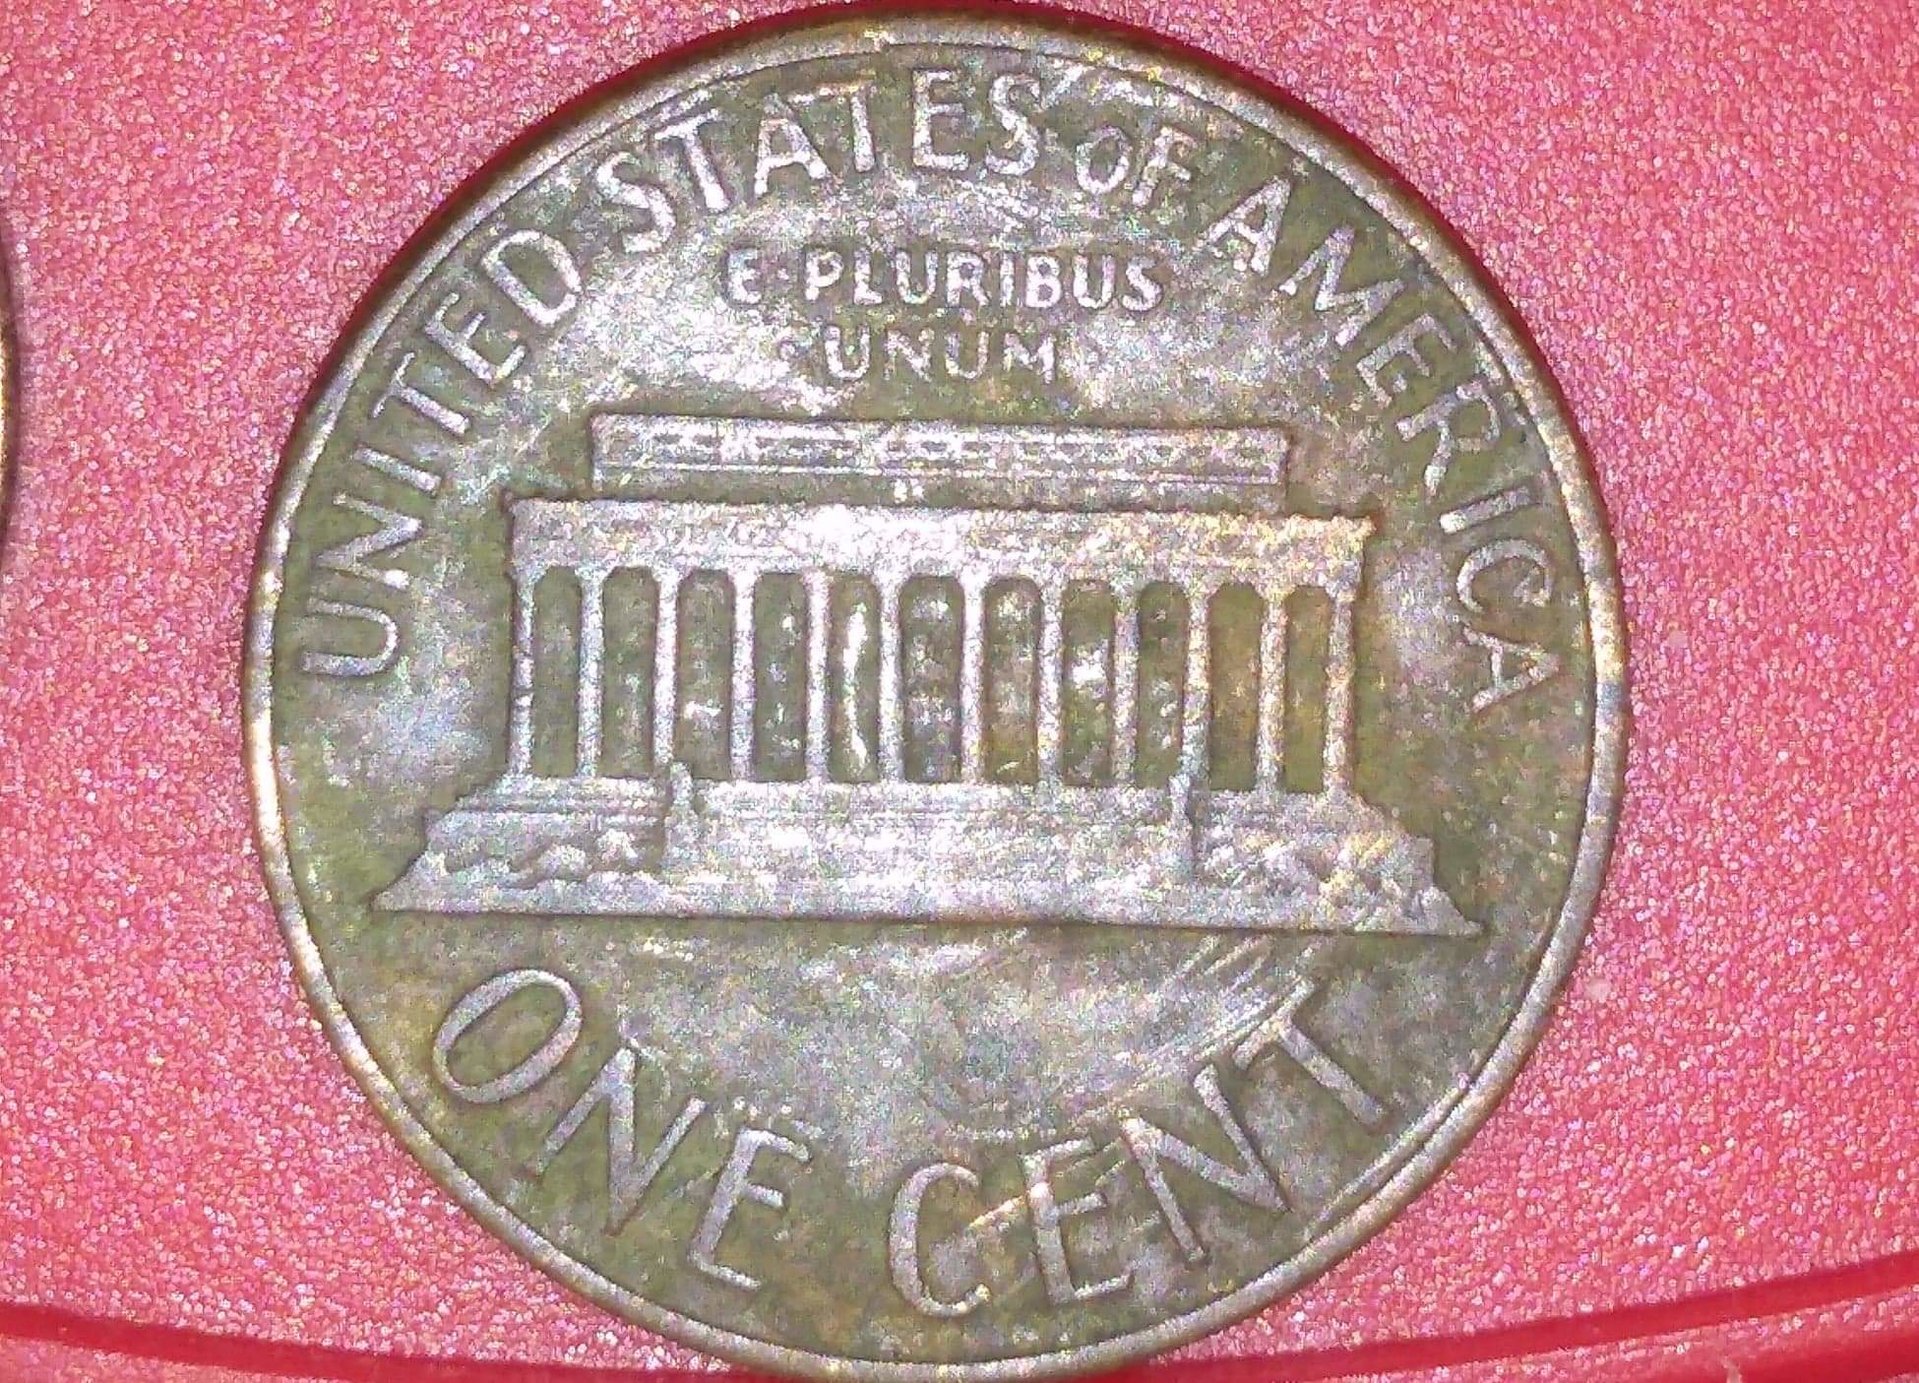 UNITED STATES OF AMERICA
E·PLURIBUS
·UNUM·
ONE CENT